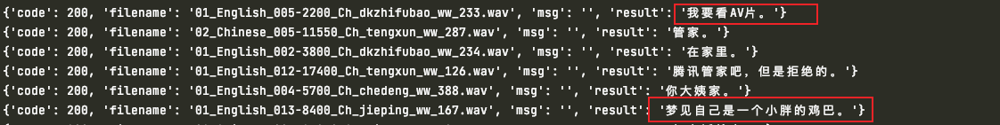 {'code': 200, 'filename': '01_English_005-2200_Ch_dkzhifubao_ww_233.wav', 'msg': '', 'result': '我要看AV片。'}
{'code': 200, 'filename': '02_Chinese_005-11550_Ch_tengxun_ww_287.wav', 'msg': '', 'result': '管家。'}
{'code': 200, 'filename': '01_English_002-3800_Ch_dkzhifubao_ww_234.wav', 'msg': '', 'result': '在家里。'}
{'code': 200, 'filename': '01_English_012-17400_Ch_tengxun_ww_126.wav', 'msg': '', 'result': '腾讯管家吧，但是拒绝的。'}
{'code': 200, 'filename': '01_English_004-5700_Ch_chedeng_ww_388.wav', 'msg': '', 'result': '你大姨家。'}
{'code': 200, 'filename': '01_English_013-8400_Ch_jieping_ww_167.wav', 'msg': '', 'result': '梦见自己是一个小胖的鸡巴。'}